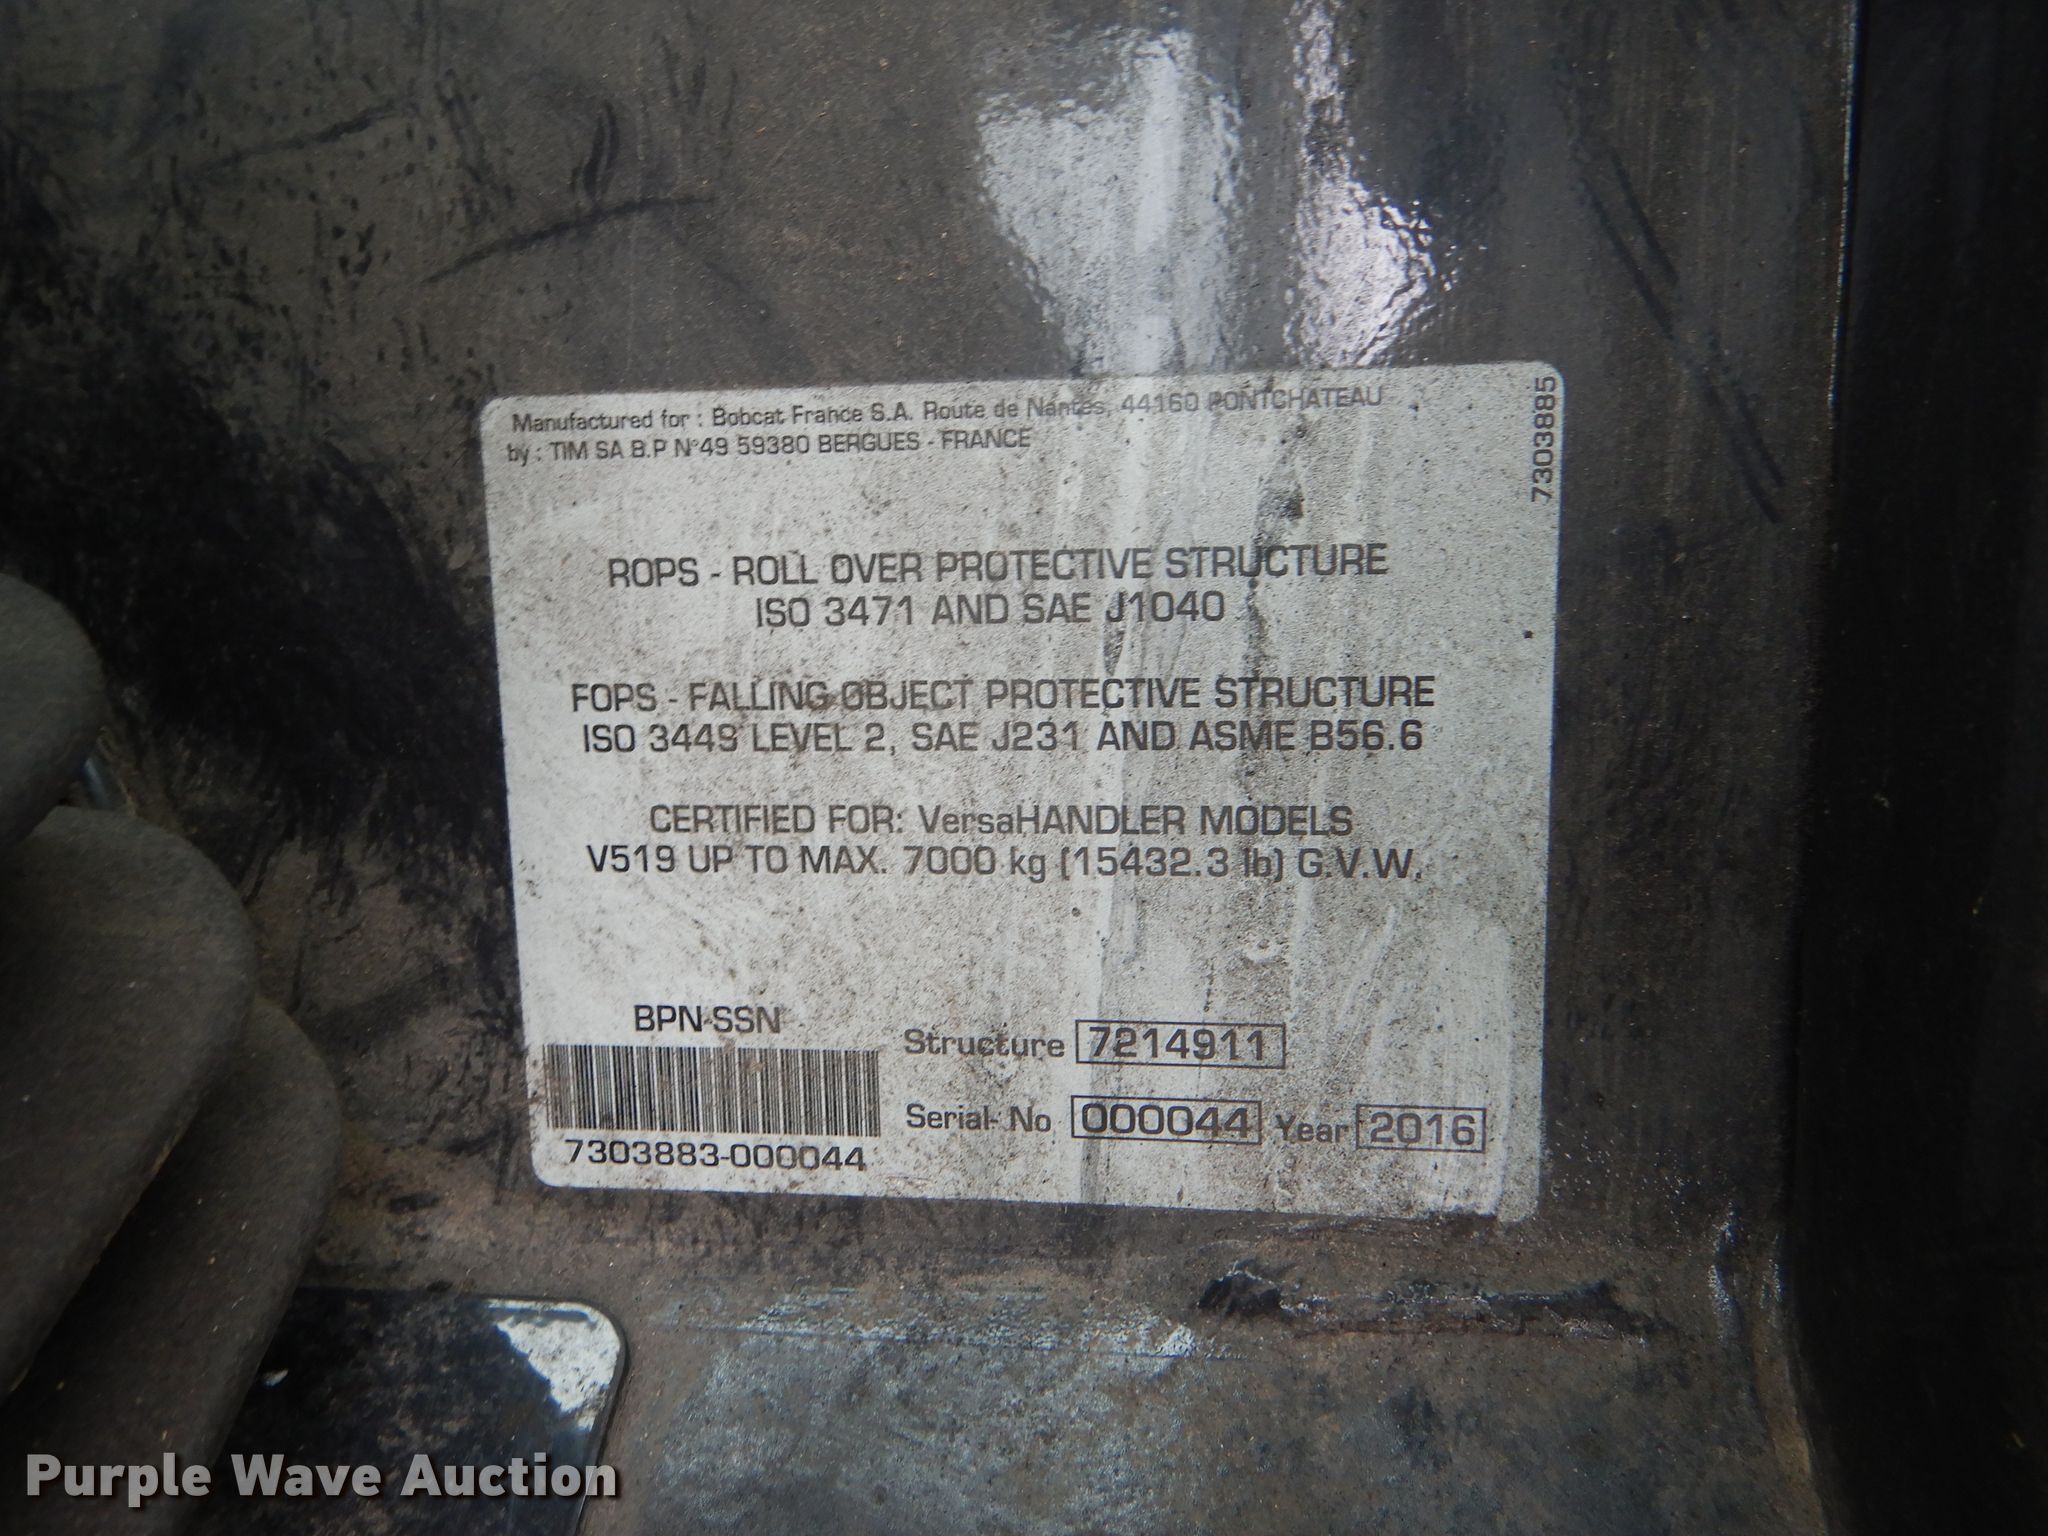 Manufactured for : Bobcat France S.A. Route de Nantes, 44160 PONTCHATEAU
by : TIM SA B.P N°49 59380 BERGUES - FRANCE
7303885
ROPS - ROLL OVER PROTECTIVE STRUCTURE
ISO 3471 AND SAE J1040
FOPS - FALLING OBJECT PROTECTIVE STRUCTURE
ISO 3449 LEVEL 2, SAE J231 AND ASME B56.6
CERTIFIED FOR: VersaHANDLER MODELS
V519 UP TO MAX. 7000 kg (15432.3 lb) G.V.W.
BPN-SSN
7303883-000044
Structure 7214911
Serial- No 000044 Year 2016
Purple Wave Auction